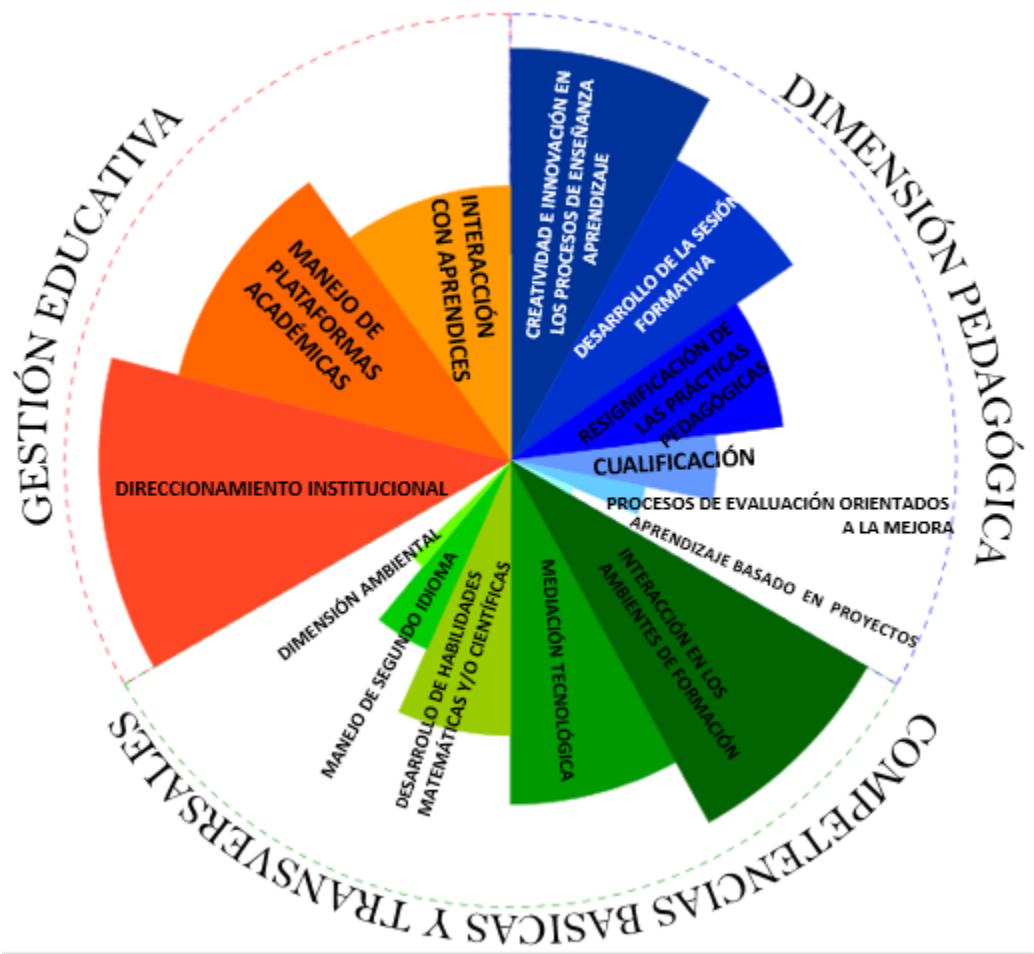 GESTIÓN EDUCATIVA
DIMENSIÓN PEDAGÓGICA
COMPETENCIAS BASICAS Y TRANSVERSALES
CREATIVIDAD E INNOVACIÓN EN
LOS PROCESOS DE ENSEÑANZA
APRENDIZAJE
DESARROLLO DE LA SESIÓN
FORMATIVA
RESIGNIFICACIÓN DE
LAS PRÁCTICAS
PEDAGÓGICAS
CUALIFICACIÓN
PROCESOS DE EVALUACIÓN ORIENTADOS
A LA MEJORA
APRENDIZAJE BASADO EN PROYECTOS
INTERACCIÓN EN LOS
AMBIENTES DE FORMACIÓN
MEDIACIÓN TECNOLÓGICA
DESARROLLO DE HABILIDADES
MATEMÁTICAS Y/O CIENTÍFICAS
MANEJO DE SEGUNDO IDIOMA
DIMENSIÓN AMBIENTAL
DIRECCIONAMIENTO INSTITUCIONAL
MANEJO DE
PLATAFORMAS
ACADÉMICAS
INTERACCIÓN
CON APRENDICES